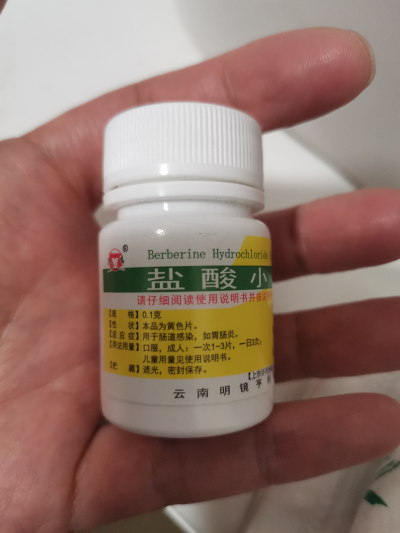 ®
Berberine Hydrochloride
盐酸小
请仔细阅读使用说明书并按
【规 格】0.1克
【性 状】本品为黄色片。
【适应症】用于肠道感染，如胃肠炎。
【用法用量】口服，成人：一次1~3片，一日3次；
儿童用量见使用说明书。
【贮 藏】遮光，密封保存。
云南明镜亨